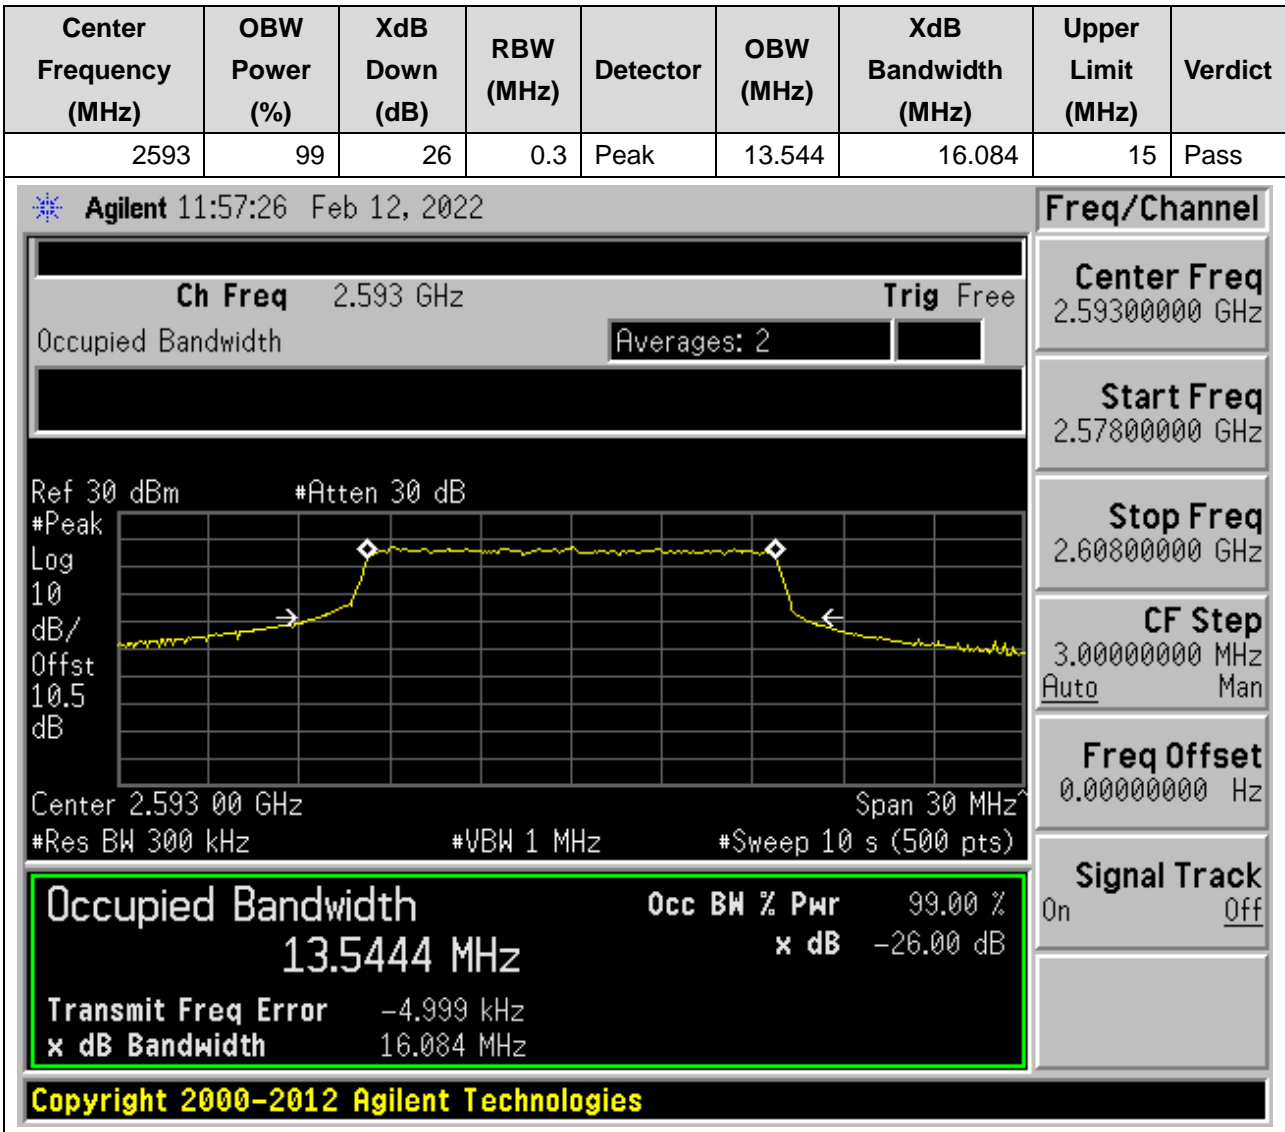 Center Frequency (MHz) OBW Power (%) XdB Down (dB) RBW (MHz) Detector OBW (MHz) XdB Bandwidth (MHz) Upper Limit (MHz) Verdict
2593 99 26 0.3 Peak 13.544 16.084 15 Pass
Agilent 11:57:26 Feb 12, 2022
Freq/Channel
Ch Freq 2.593 GHz Trig Free
Occupied Bandwidth Averages: 2
Center Freq
2.59300000 GHz
Start Freq
2.57800000 GHz
Stop Freq
2.60800000 GHz
CF Step
3.00000000 MHz
Auto Man
Freq Offset
0.00000000 Hz
Signal Track
On Off
Ref 30 dBm #Atten 30 dB
#Peak
Log
10
dB/
Offst
10.5
dB
Center 2.593 00 GHz Span 30 MHz^
#Res BW 300 kHz #VBW 1 MHz #Sweep 10 s (500 pts)
Occupied Bandwidth Occ BW % Pwr 99.00 %
13.5444 MHz x dB -26.00 dB
Transmit Freq Error -4.999 kHz
x dB Bandwidth 16.084 MHz
Copyright 2000-2012 Agilent Technologies